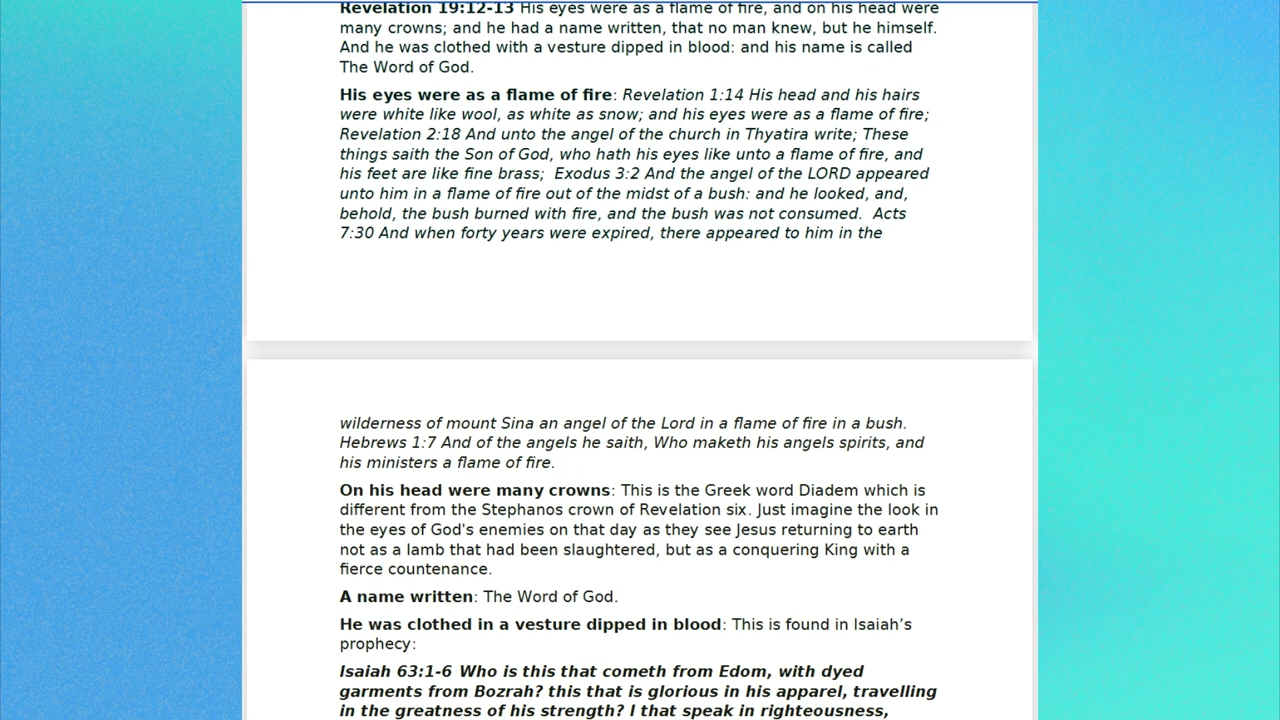 Revelation 19:12-13 His eyes were as a flame of fire, and on his head were
many crowns; and he had a name written, that no man knew, but he himself.
And he was clothed with a vesture dipped in blood: and his name is called
The Word of God.
His eyes were as a flame of fire: Revelation 1:14 His head and his hairs
were white like wool, as white as snow; and his eyes were as a flame of fire;
Revelation 2:18 And unto the angel of the church in Thyatira write; These
things saith the Son of God, who hath his eyes like unto a flame of fire, and
his feet are like fine brass;  Exodus 3:2 And the angel of the LORD appeared
unto him in a flame of fire out of the midst of a bush: and he looked, and,
behold, the bush burned with fire, and the bush was not consumed.  Acts
7:30 And when forty years were expired, there appeared to him in the
wilderness of mount Sina an angel of the Lord in a flame of fire in a bush.
Hebrews 1:7 And of the angels he saith, Who maketh his angels spirits, and
his ministers a flame of fire.
On his head were many crowns: This is the Greek word Diadem which is
different from the Stephanos crown of Revelation six. Just imagine the look in
the eyes of God's enemies on that day as they see Jesus returning to earth
not as a lamb that had been slaughtered, but as a conquering King with a
fierce countenance.
A name written: The Word of God.
He was clothed in a vesture dipped in blood: This is found in Isaiah’s
prophecy:
Isaiah 63:1-6 Who is this that cometh from Edom, with dyed
garments from Bozrah? this that is glorious in his apparel, travelling
in the greatness of his strength? I that speak in righteousness,